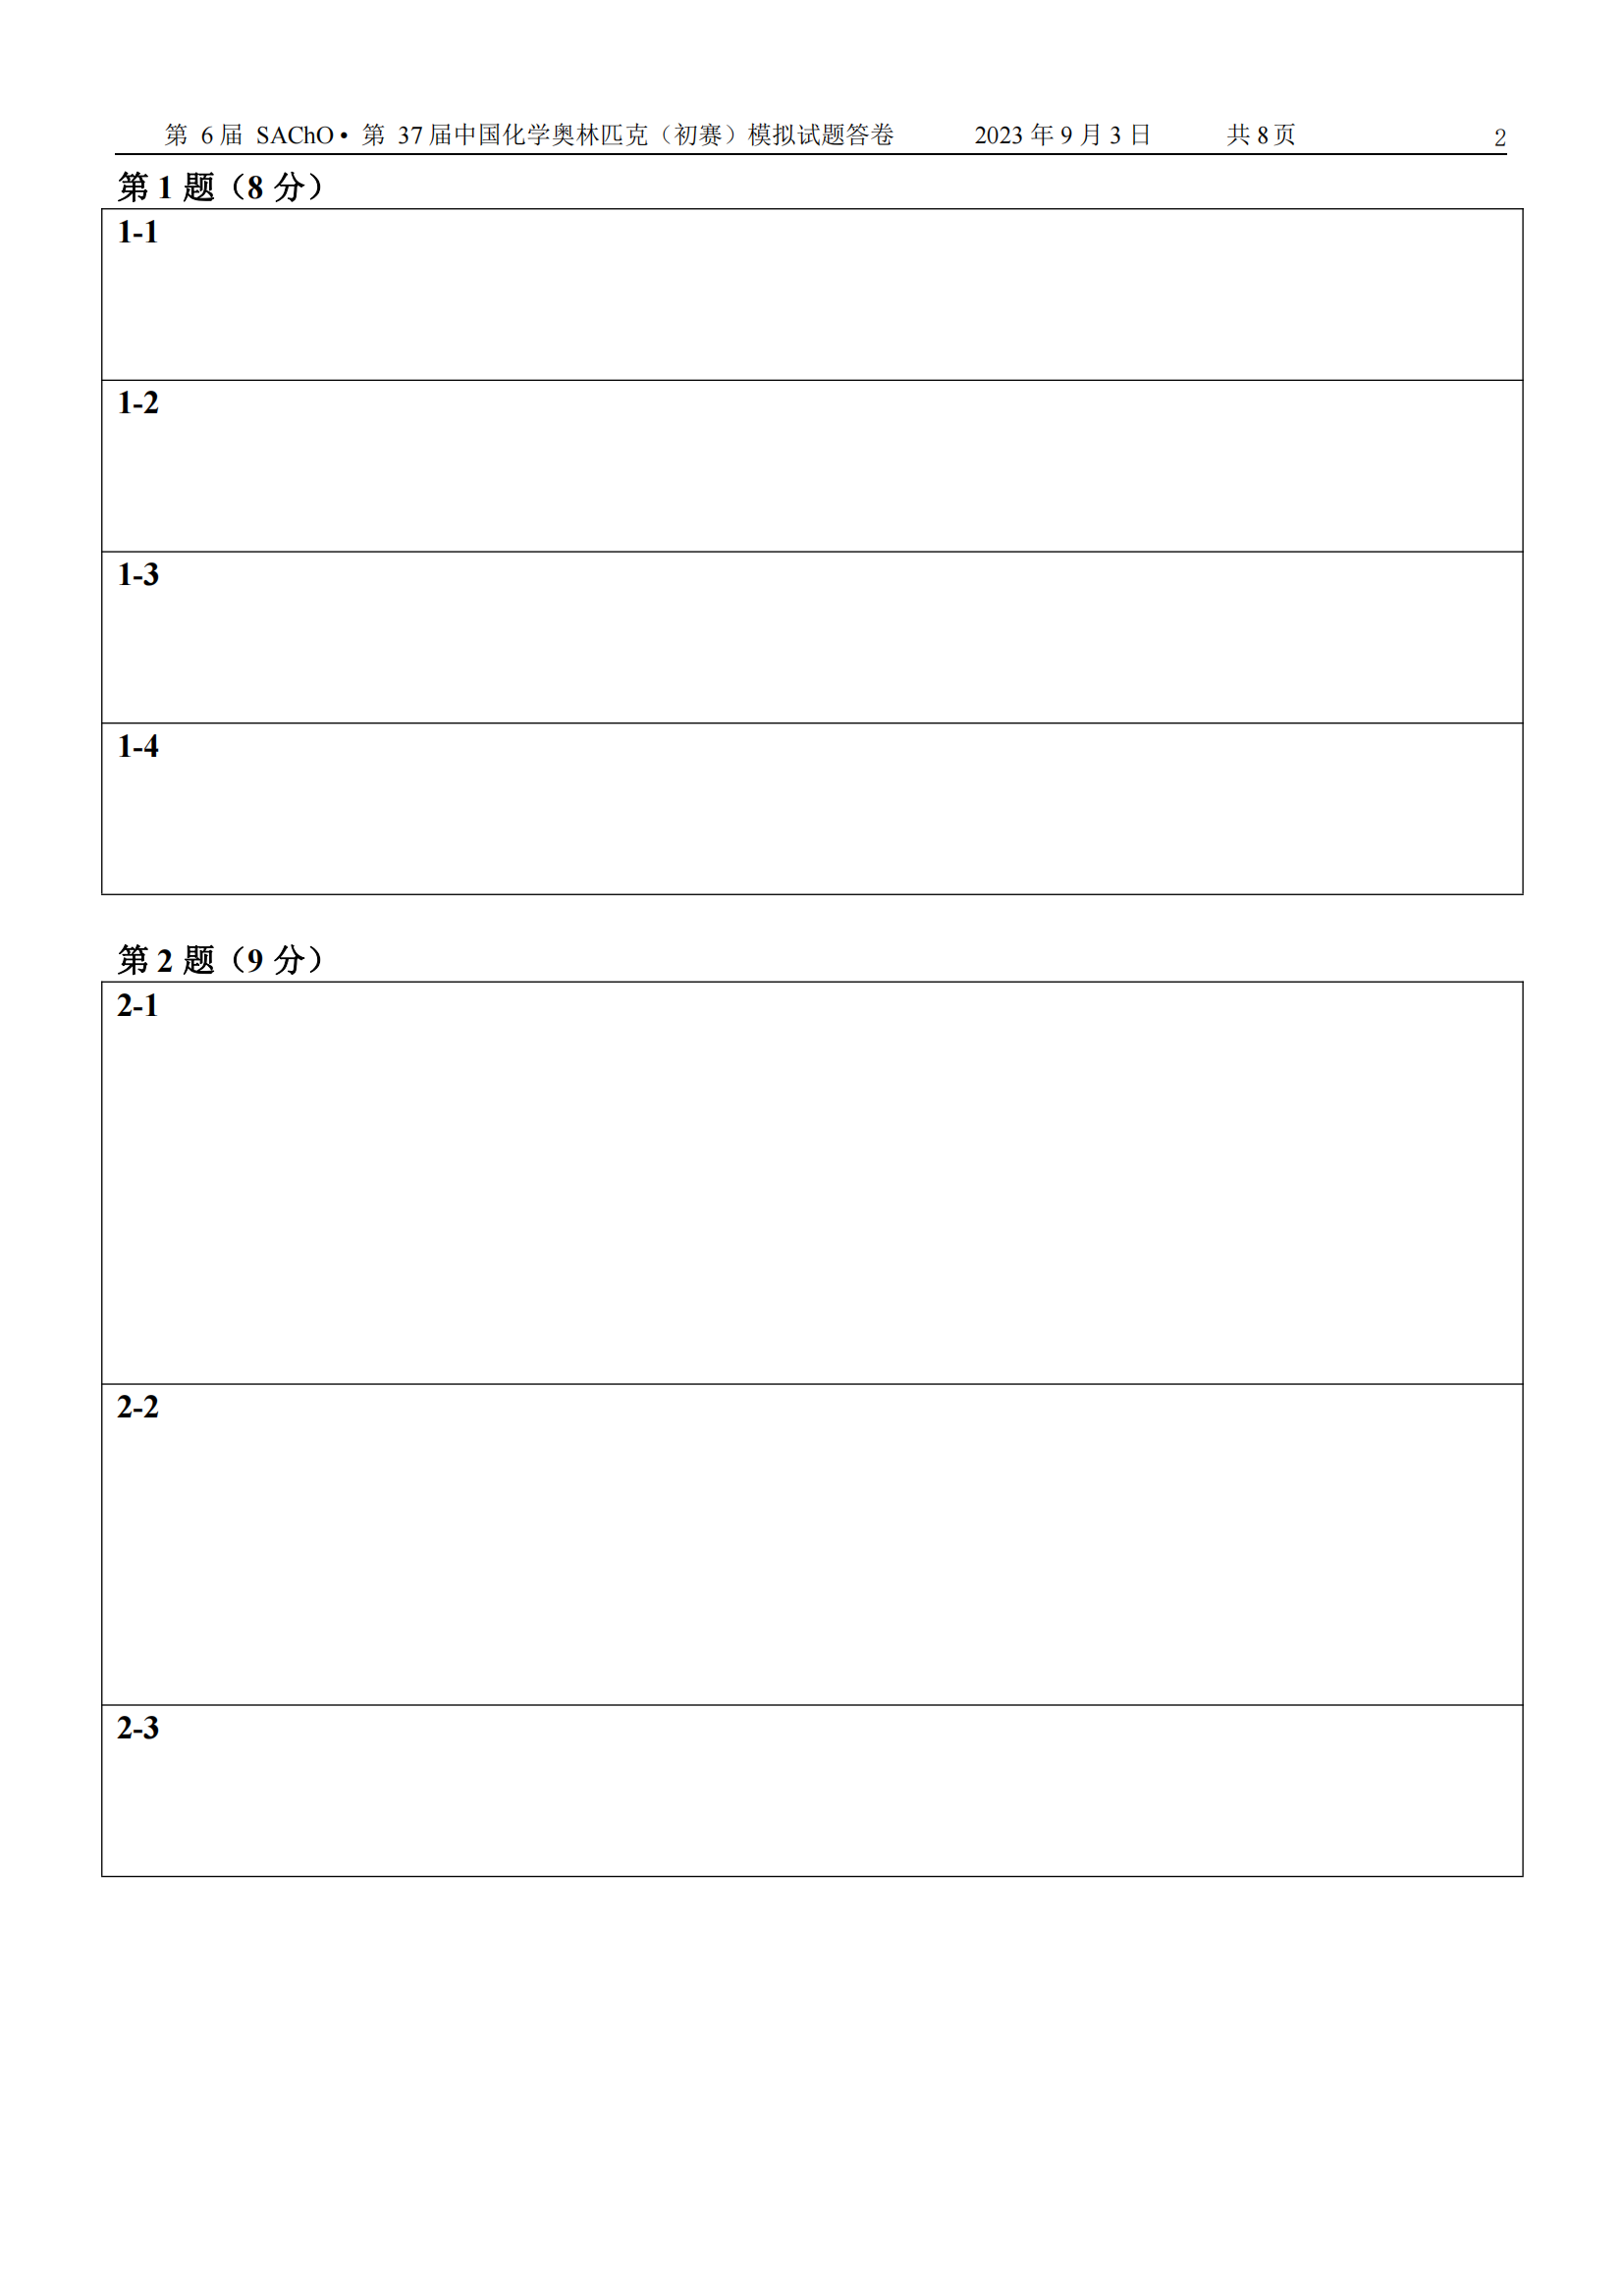 第 6 届 SAChO • 第 37 届中国化学奥林匹克（初赛）模拟试题答卷 2023 年 9 月 3 日 共 8 页 2
第 1 题（8 分）
1-1
1-2
1-3
1-4
第 2 题（9 分）
2-1
2-2
2-3